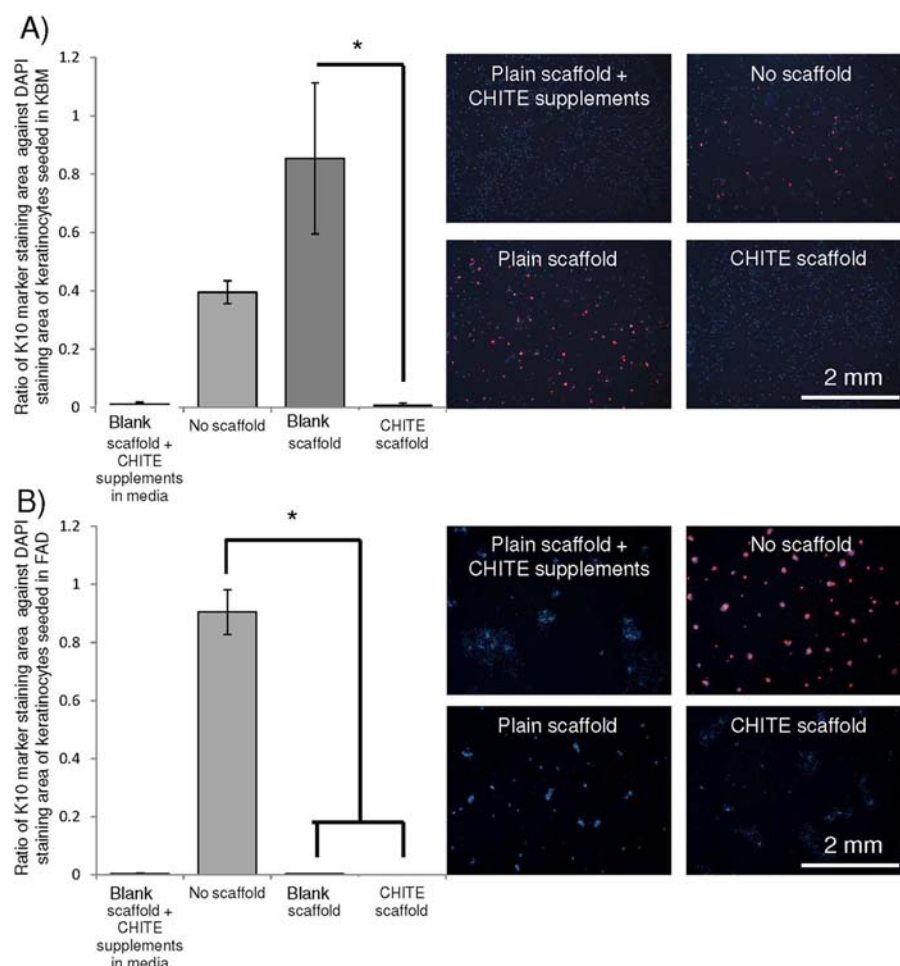 A)
Ratio of K10 marker staining area against DAPI
staining area of keratinocytes seeded in KBM
1.2
1
0.8
0.6
0.4
0.2
0
*
Blank
scaffold +
CHITE
supplements
in media
No scaffold
Blank
scaffold
CHITE
scaffold
Plain scaffold +
CHITE supplements
No scaffold
Plain scaffold
CHITE scaffold
2 mm
B)
Ratio of K10 marker staining area against DAPI
staining area of keratinocytes seeded in FAD
1.2
1
0.8
0.6
0.4
0.2
0
*
Blank
scaffold +
CHITE
supplements
in media
No scaffold
Blank
scaffold
CHITE
scaffold
Plain scaffold +
CHITE supplements
No scaffold
Plain scaffold
CHITE scaffold
2 mm